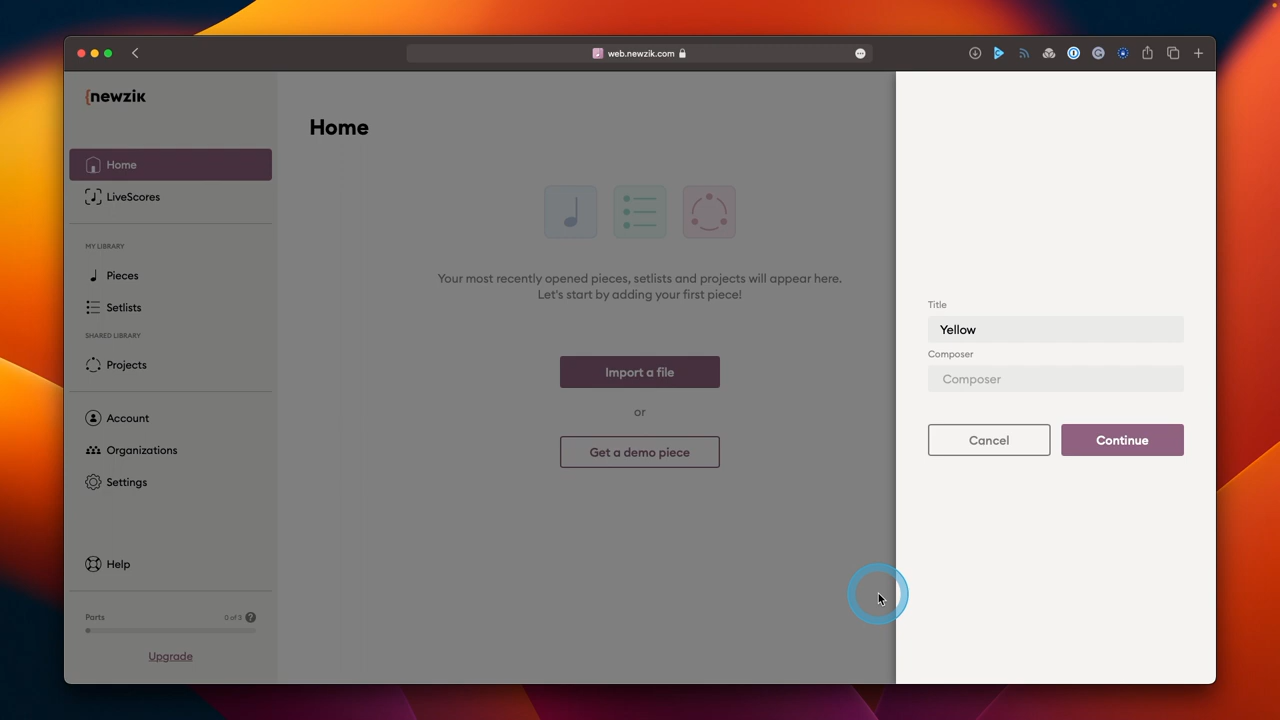 web.newzik.com
{newzik
Home
LiveScores
MY LIBRARY
Pieces
Setlists
SHARED LIBRARY
Projects
Account
Organizations
Settings
Help
Parts 0 of 3 ?
Upgrade
Home
Your most recently opened pieces, setlists and projects will appear here.
Let's start by adding your first piece!
Import a file
or
Get a demo piece
Title
Yellow
Composer
Composer
Cancel Continue